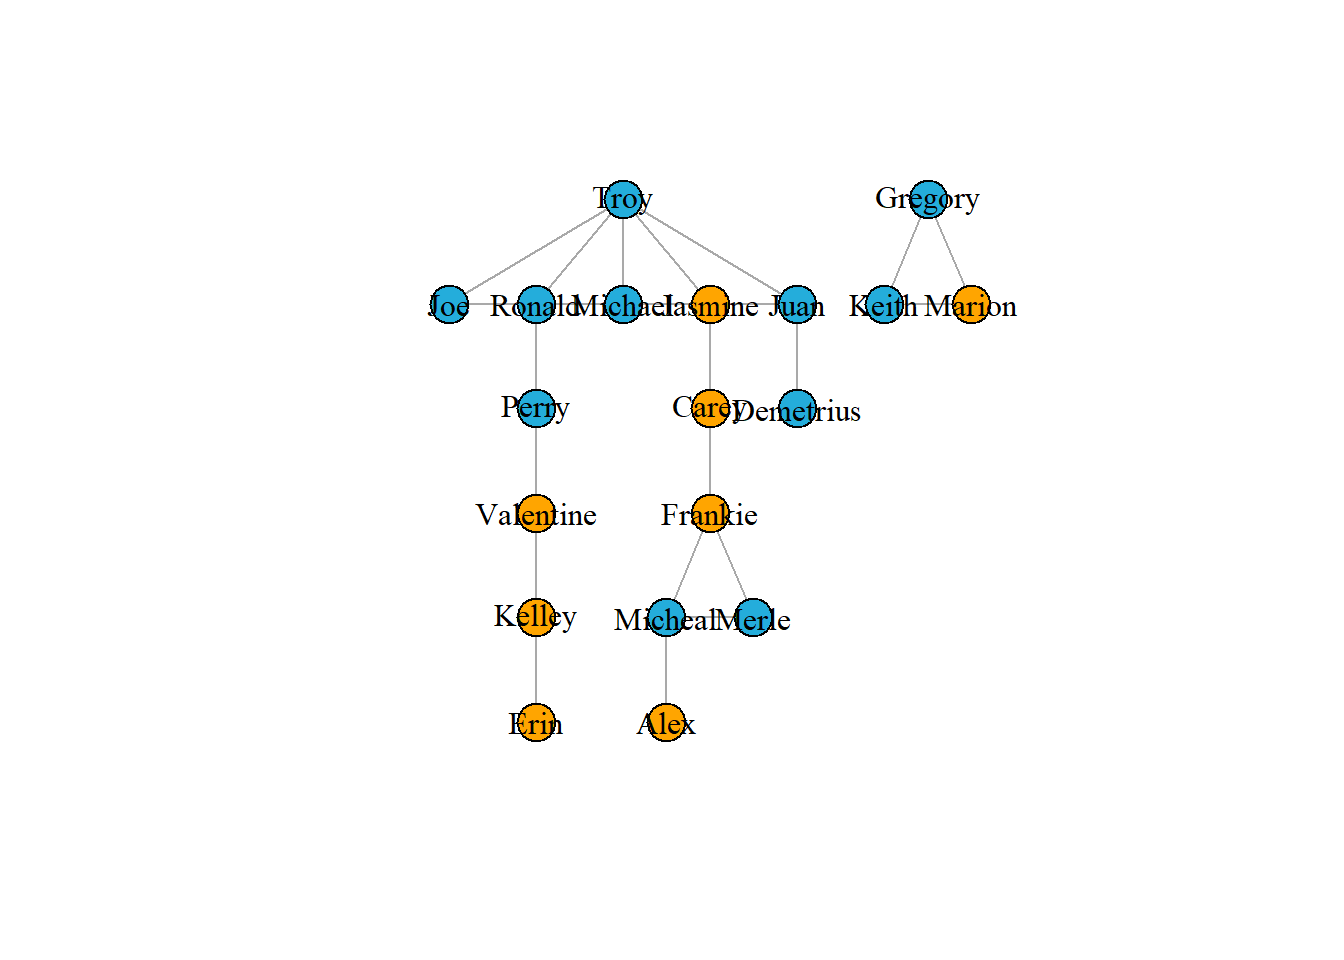 Troy Gregory
Joe Ronald Michael Jasmine Juan Keith Marion
Perry Carey Demetrius
Valentine Frankie
Kelley Micheal Merle
Erin Alex